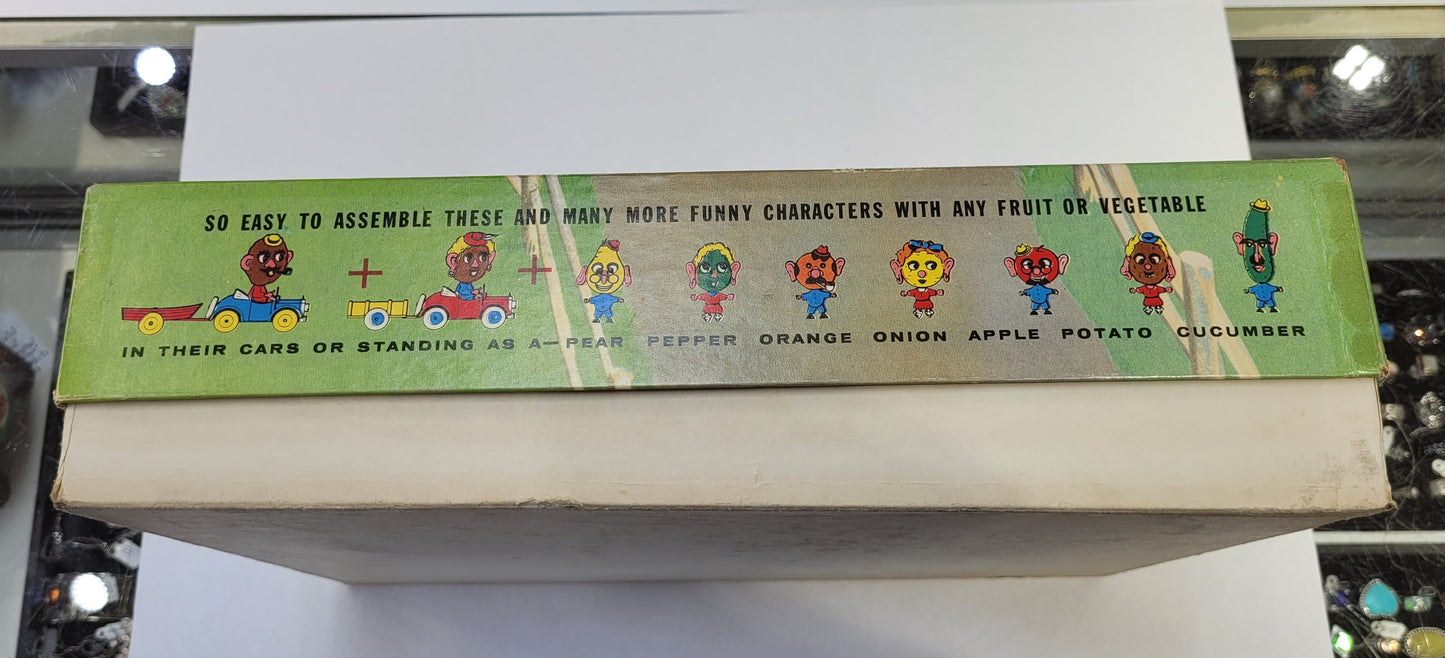 SO EASY TO ASSEMBLE THESE AND MANY MORE FUNNY CHARACTERS WITH ANY FRUIT OR VEGETABLE
IN THEIR CARS OR STANDING AS A— PEAR PEPPER ORANGE ONION APPLE POTATO CUCUMBER